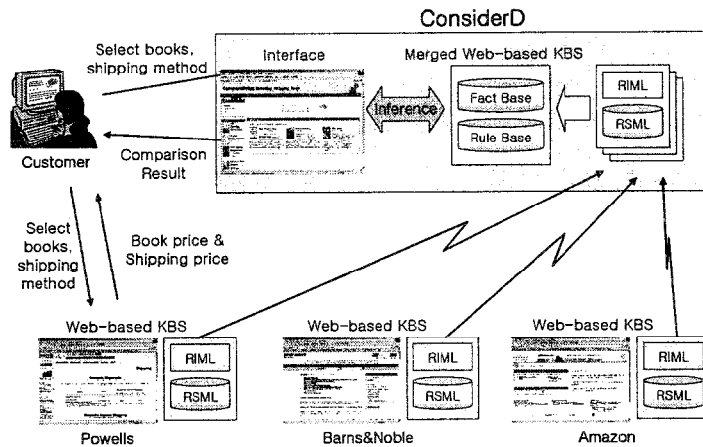 ConsiderD
Select books,
shipping method
Interface
Merged Web-based KBS
Inference
Fact Base
Rule Base
RIML
RSML
Customer
Comparison
Result
Select
books,
shipping
method
Book price &
Shipping price
Web-based KBS
RIML
RSML
Powells
Web-based KBS
RIML
RSML
Barns&Noble
Web-based KBS
RIML
RSML
Amazon